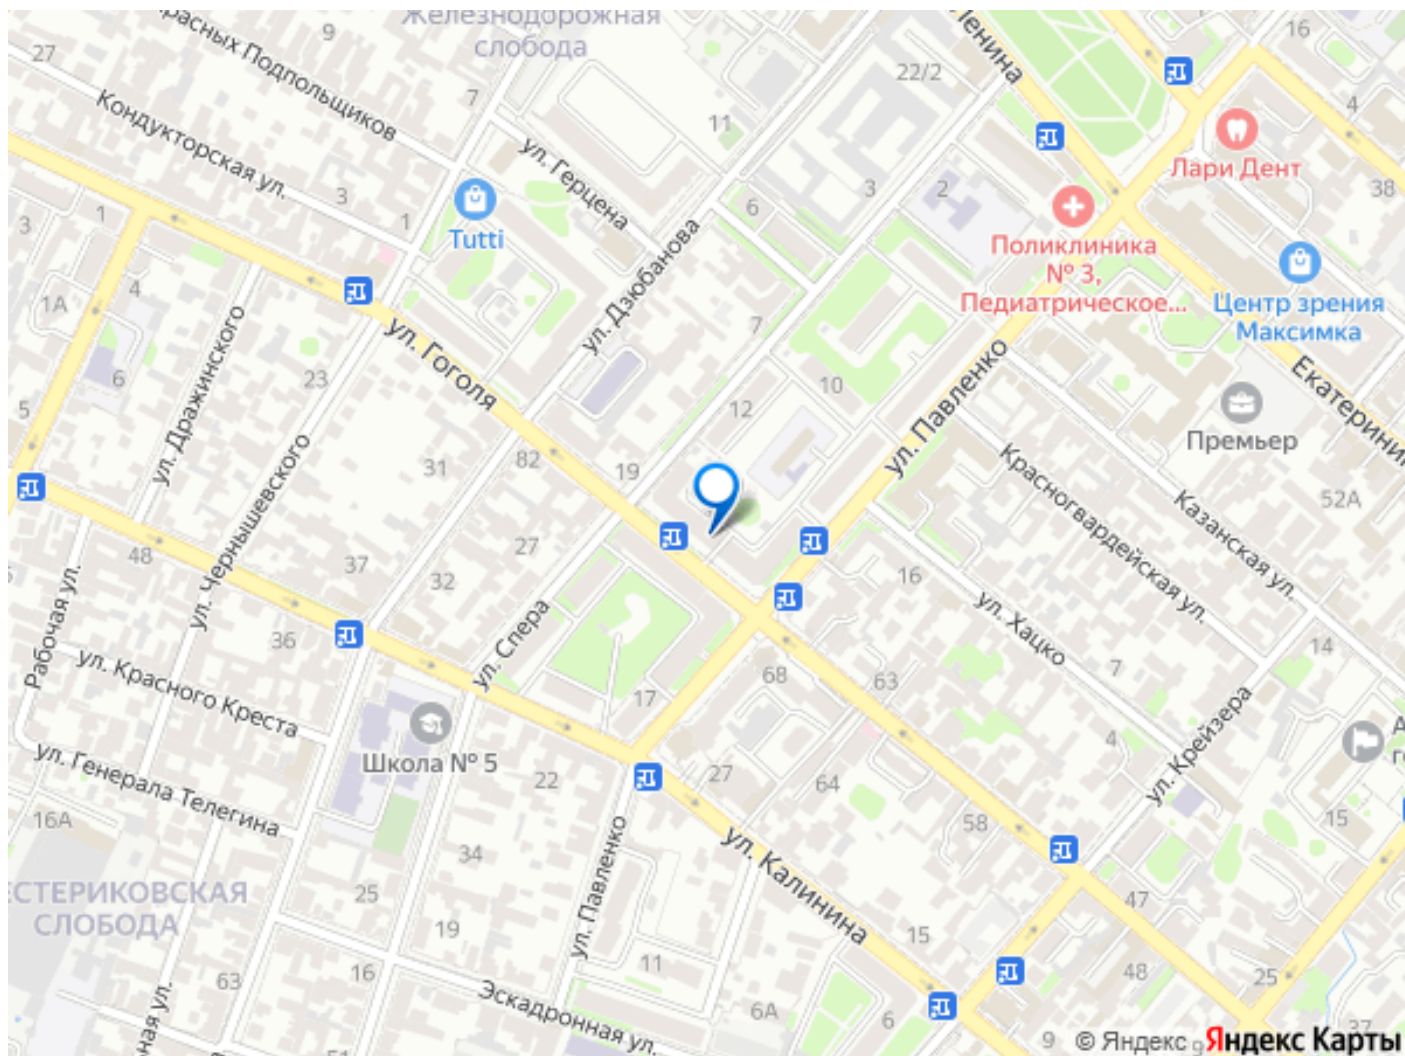 Железнодорожная
слобода
9
27
Красных Подпольщиков
Кондукторская ул.
7
11
22/2
Ленина
16
4
Лари Дент
38
ул. Герцена
3
2
6
Поликлиника
№ 3,
Педиатрическое...
Центр зрения
Максимка
Tutti
3
1
3
1
4
1А
6
5
ул. Дражинского
23
ул. Гоголя
ул. Дзюбанова
7
10
12
ул. Павленко
Екатеринин
Премьер
52А
Красногвардейская ул.
Казанская ул.
31
82
19
ул. Чернышевского
48
37
27
32
16
ул. Хацко
Рабочая ул.
36
ул. Спера
ул. Красного Креста
68
63
7
14
17
ул. Генерала Телегина
Школа № 5
22
27
64
4
ул. Крейзера
16А
34
58
15
ул. Калинина
ул. Павленко
25
19
47
15
63
16
11
48
25
Эскадронная ул.
6А
6
9
37
© Яндекс
Яндекс Карты